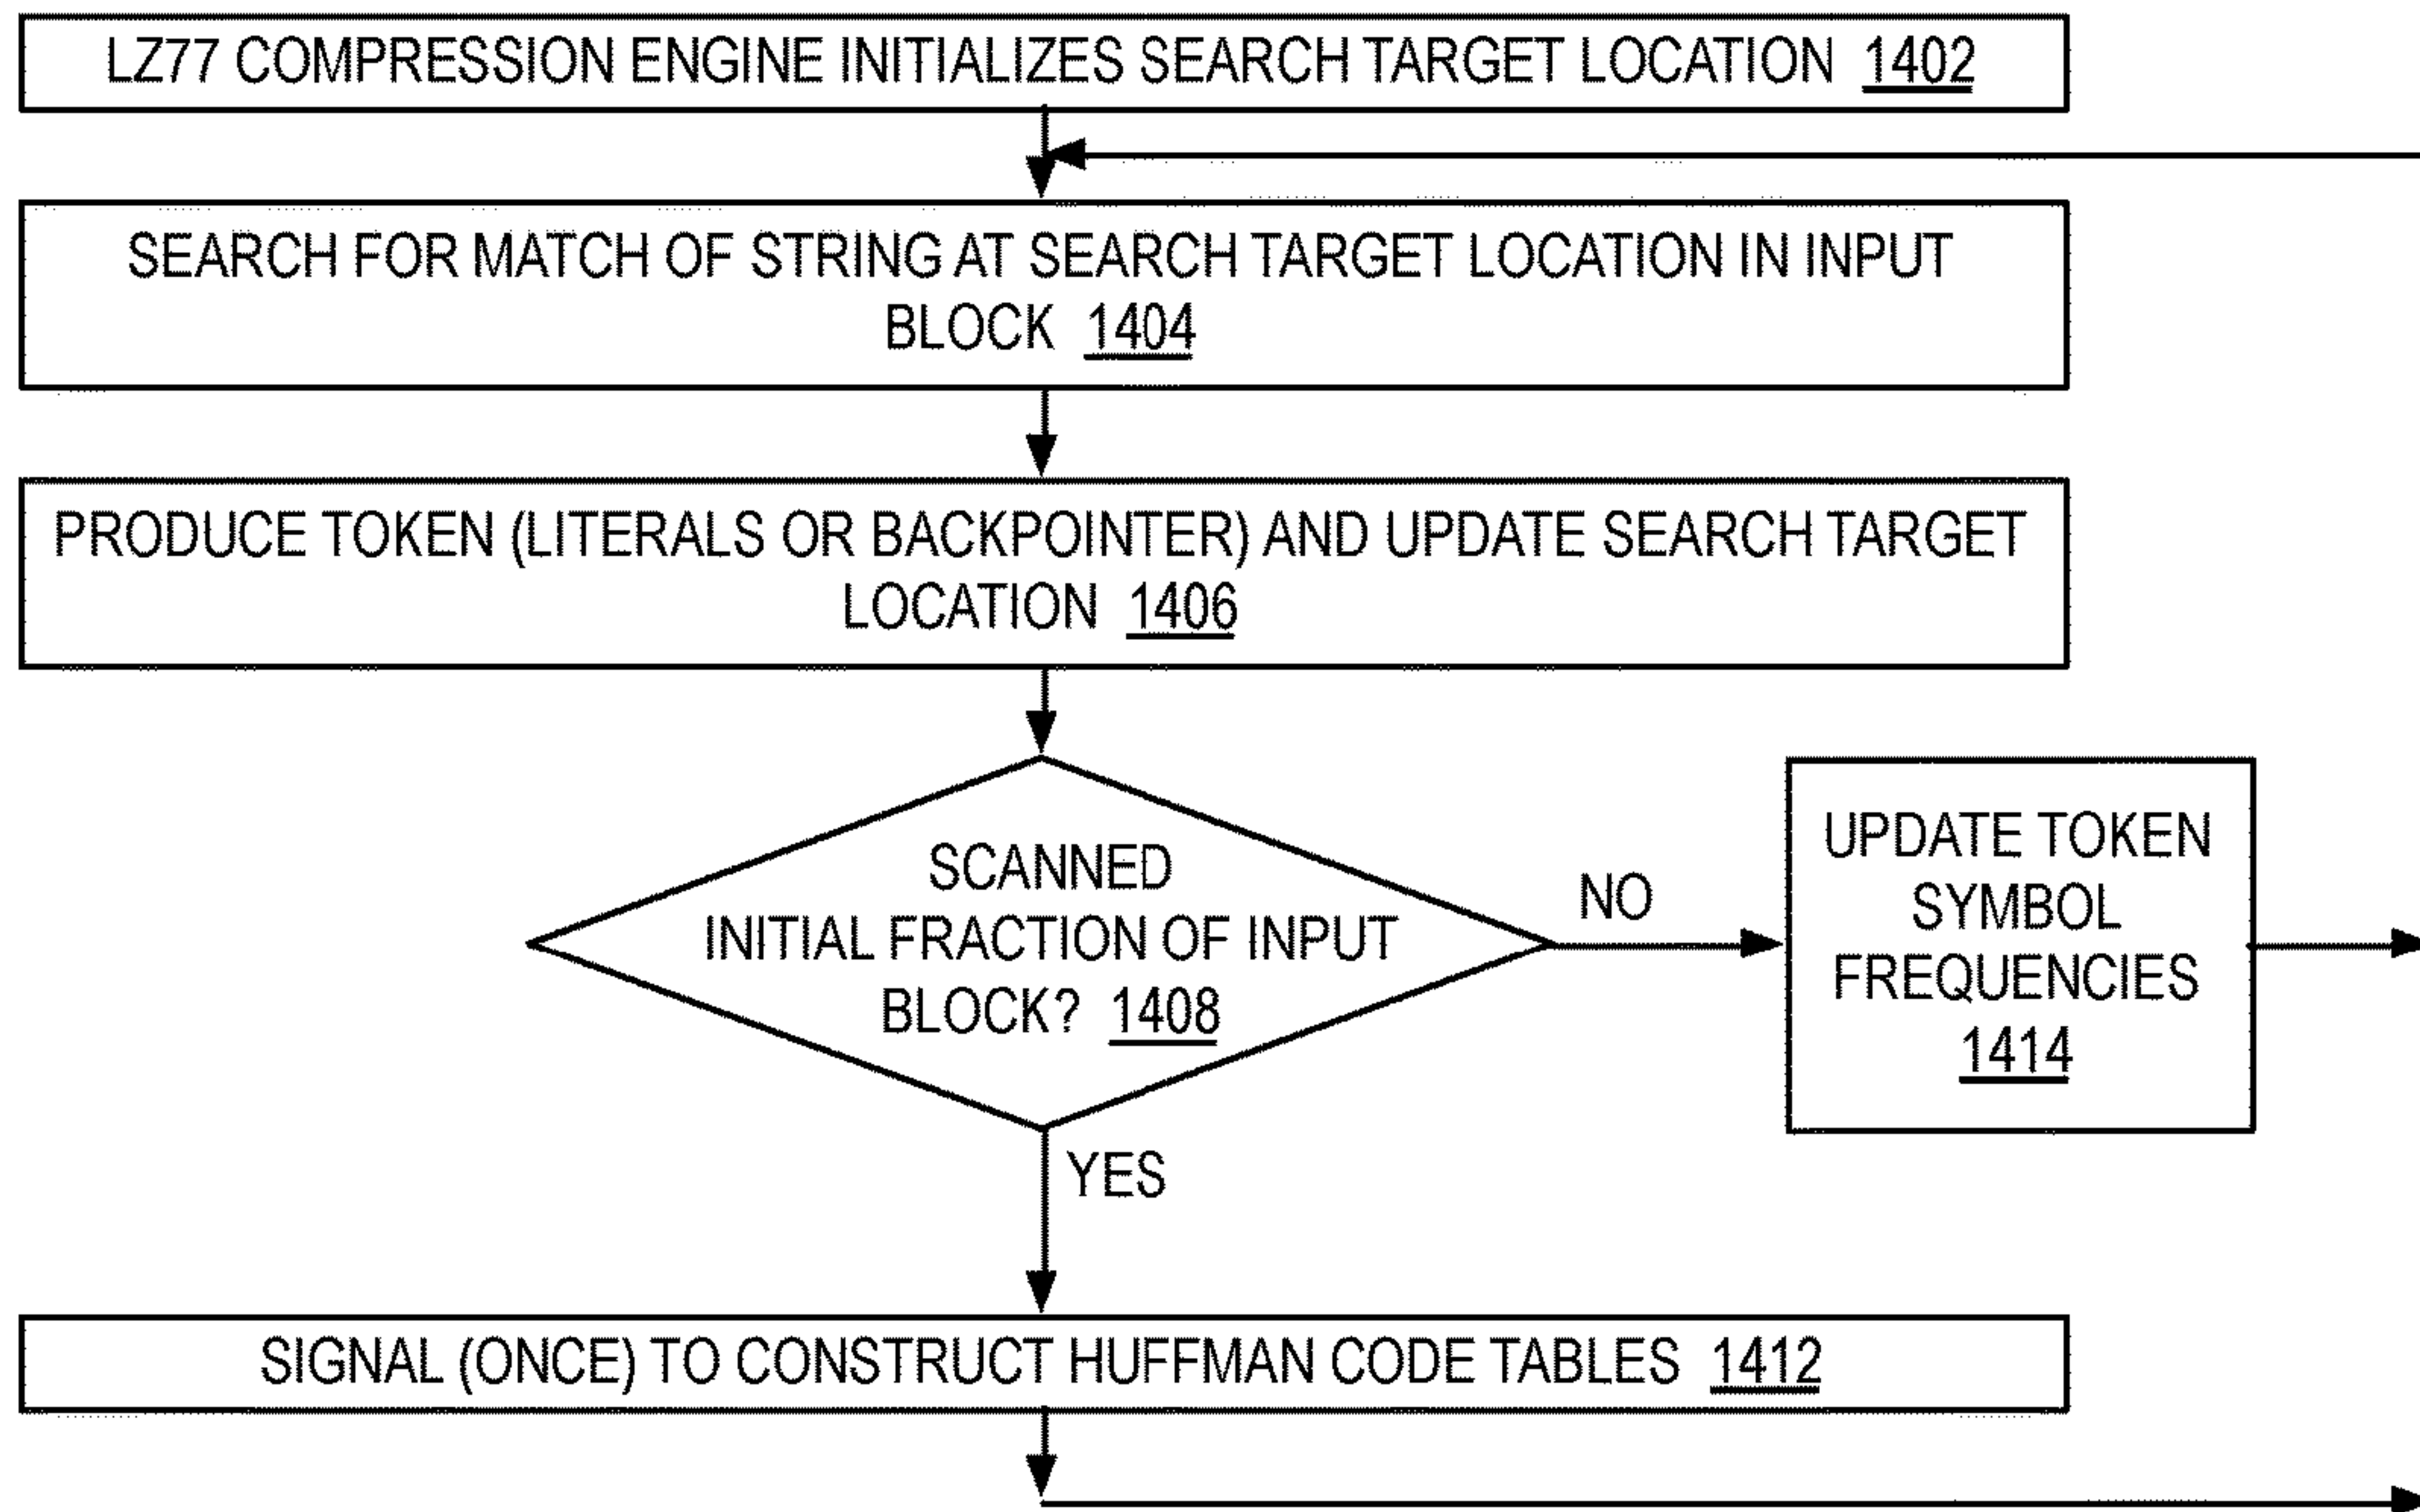 LZ77 COMPRESSION ENGINE INITIALIZES SEARCH TARGET LOCATION 1402
SEARCH FOR MATCH OF STRING AT SEARCH TARGET LOCATION IN INPUT
BLOCK 1404
PRODUCE TOKEN (LITERALS OR BACKPOINTER) AND UPDATE SEARCH TARGET
LOCATION 1406
SCANNED
INITIAL FRACTION OF INPUT
BLOCK? 1408
NO
UPDATE TOKEN
SYMBOL
FREQUENCIES
1414
YES
SIGNAL (ONCE) TO CONSTRUCT HUFFMAN CODE TABLES 1412